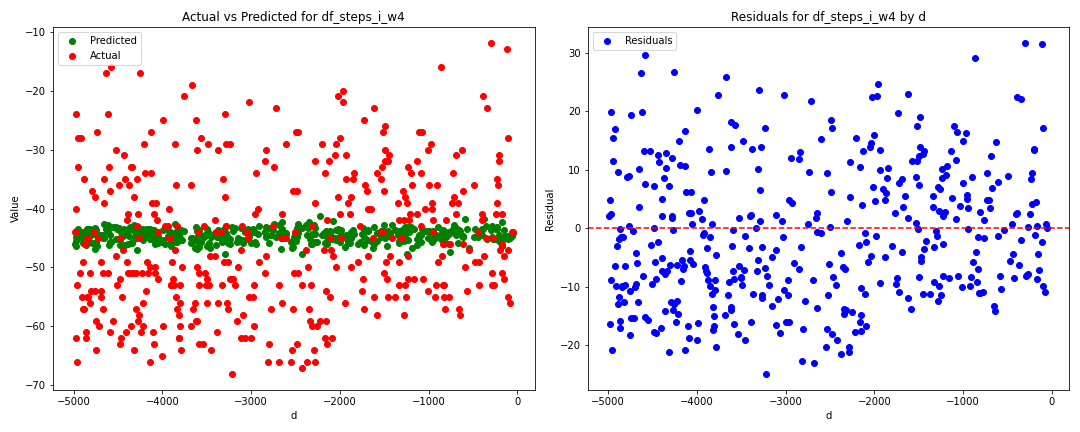 Actual vs Predicted for df_steps_i_w4
Predicted
Actual
Value
−10
−20
−30
−40
−50
−60
−70
−5000 −4000 −3000 −2000 −1000 0
d
Residuals for df_steps_i_w4 by d
Residuals
Residual
30
20
10
0
−10
−20
−5000 −4000 −3000 −2000 −1000 0
d